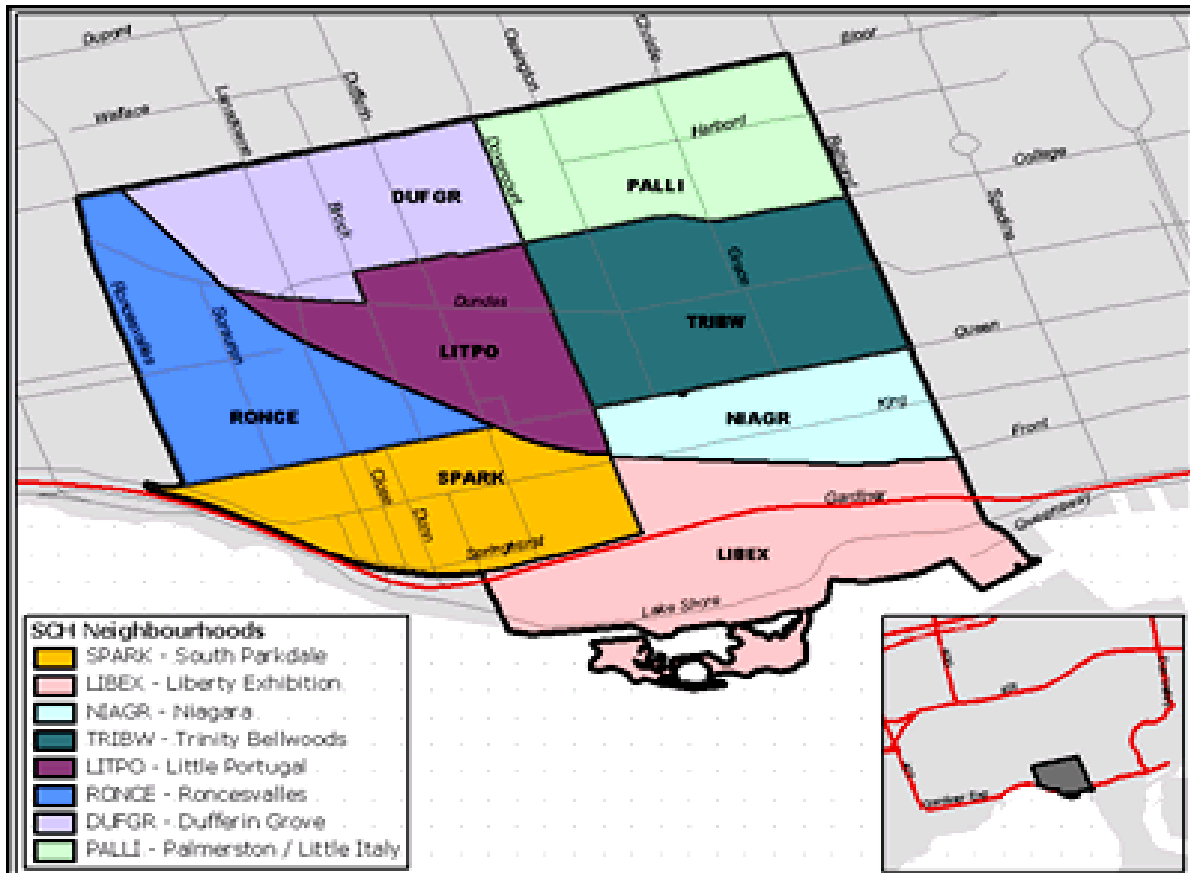 Dupont
Wallace
Lansdowne
Dufferin
Ossington
Christie
Bloor
Harbord
College
Bathurst
Spadina
Dovercourt
DUFGR
PALLI
Brock
Grace
Dundas
Roncesvalles
Sorauren
TRIBW
Queen
LITPO
RONCE
NIAGR
King
Front
SPARK
Close
Dunn
Springhurst
Gardiner
Queensway
LIBEX
Lake Shore
SCH Neighbourhoods
SPARK - South Parkdale
LIBEX - Liberty Exhibition
NIAGR - Niagara
TRIBW - Trinity Bellwoods
LITPO - Little Portugal
RONCE - Roncesvalles
DUFGR - Dufferin Grove
PALLI - Palmerston / Little Italy